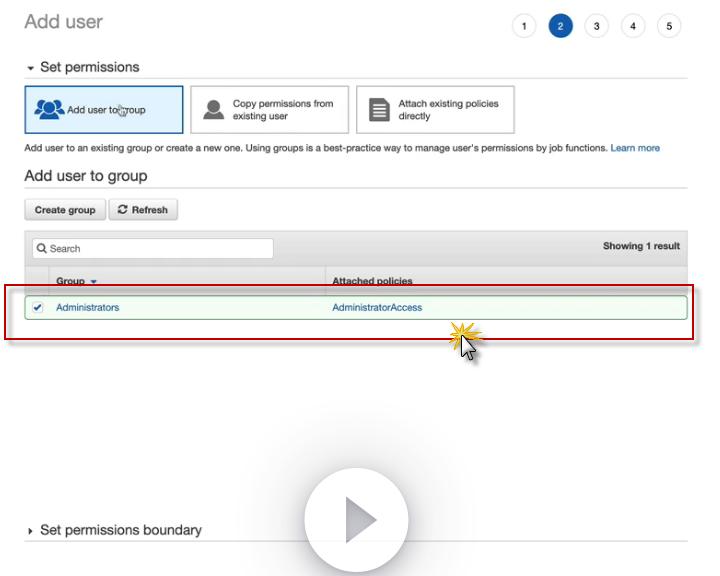 Add user
1 2 3 4 5
Set permissions
Add user to group
Copy permissions from
existing user
Attach existing policies
directly
Add user to an existing group or create a new one. Using groups is a best-practice way to manage user's permissions by job functions. Learn more
Add user to group
Create group Refresh
Search Showing 1 result
Group Attached policies
Administrators AdministratorAccess
Set permissions boundary